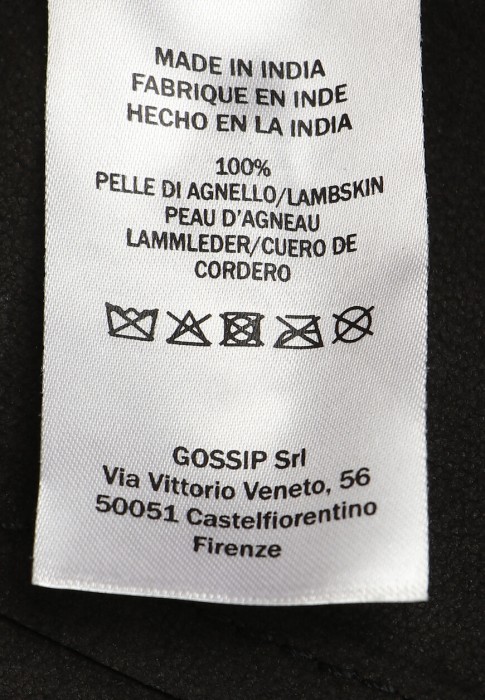 MADE IN INDIA
FABRIQUE EN INDE
HECHO EN LA INDIA
100%
PELLE DI AGNELLO/LAMBSKIN
PEAU D'AGNEAU
LAMMLEDER/CUERO DE
CORDERO
GOSSIP Srl
Via Vittorio Veneto, 56
50051 Castelfiorentino
Firenze